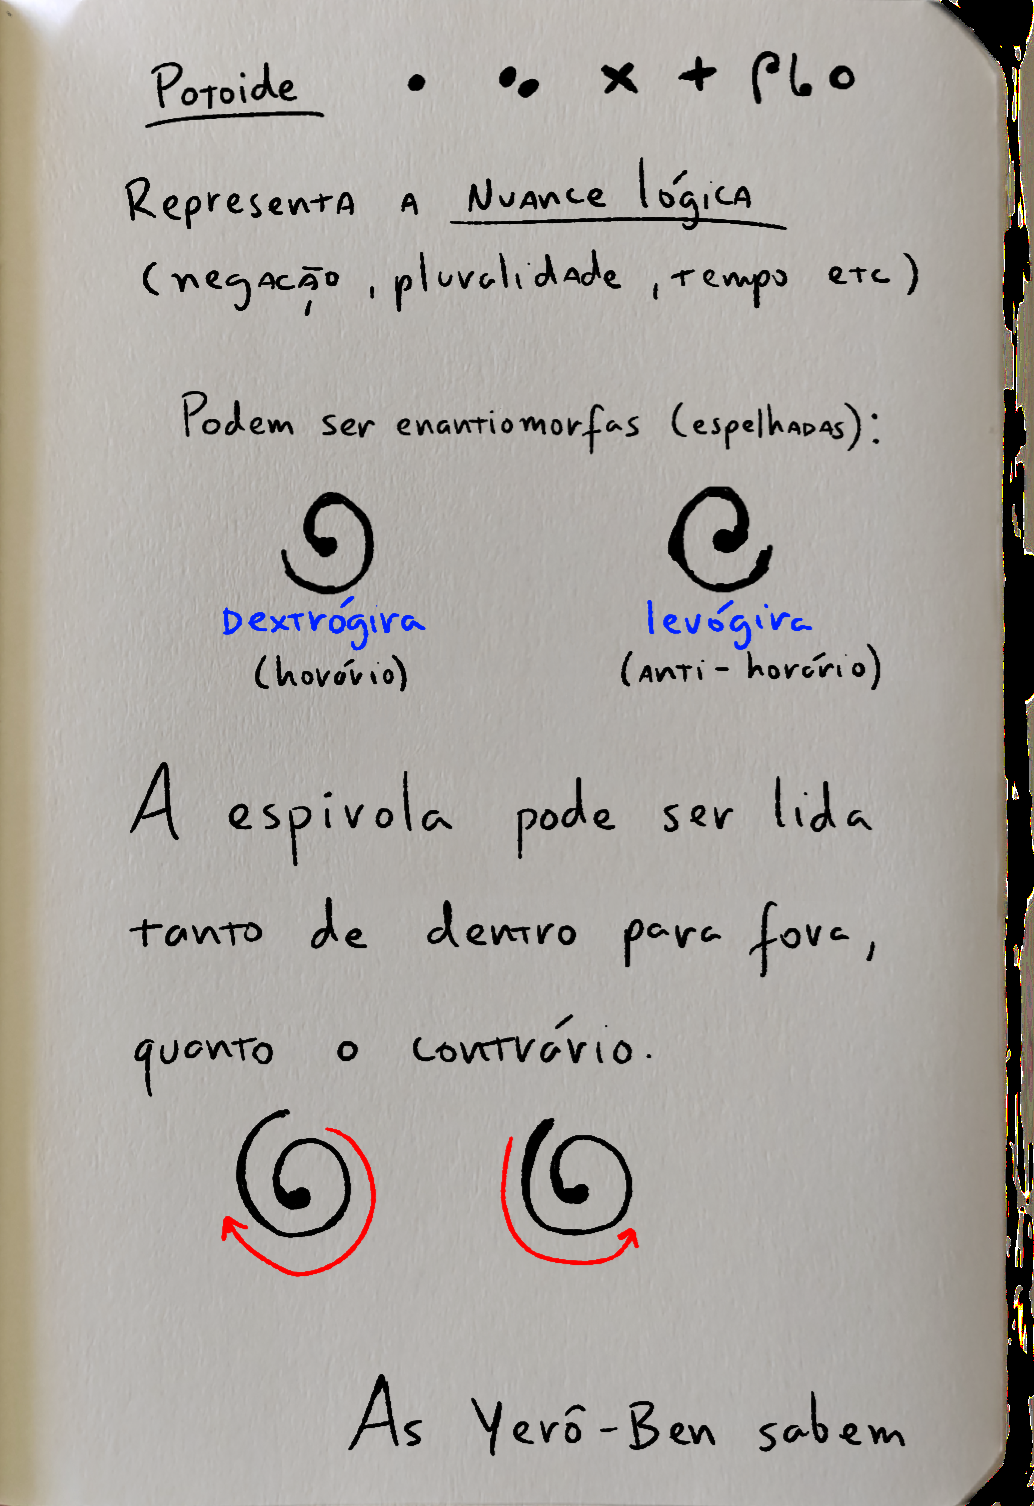 Potoide
Representa a Nuance lógica
(negação, pluralidade, tempo etc)
Podem ser enantiomorfas (espelhadas):
Dextrógira levógira
(horário) (anti-horário)
A espirola pode ser lida
tanto de dentro para fora,
quanto o contrário.
As Yerô-Ben sabem